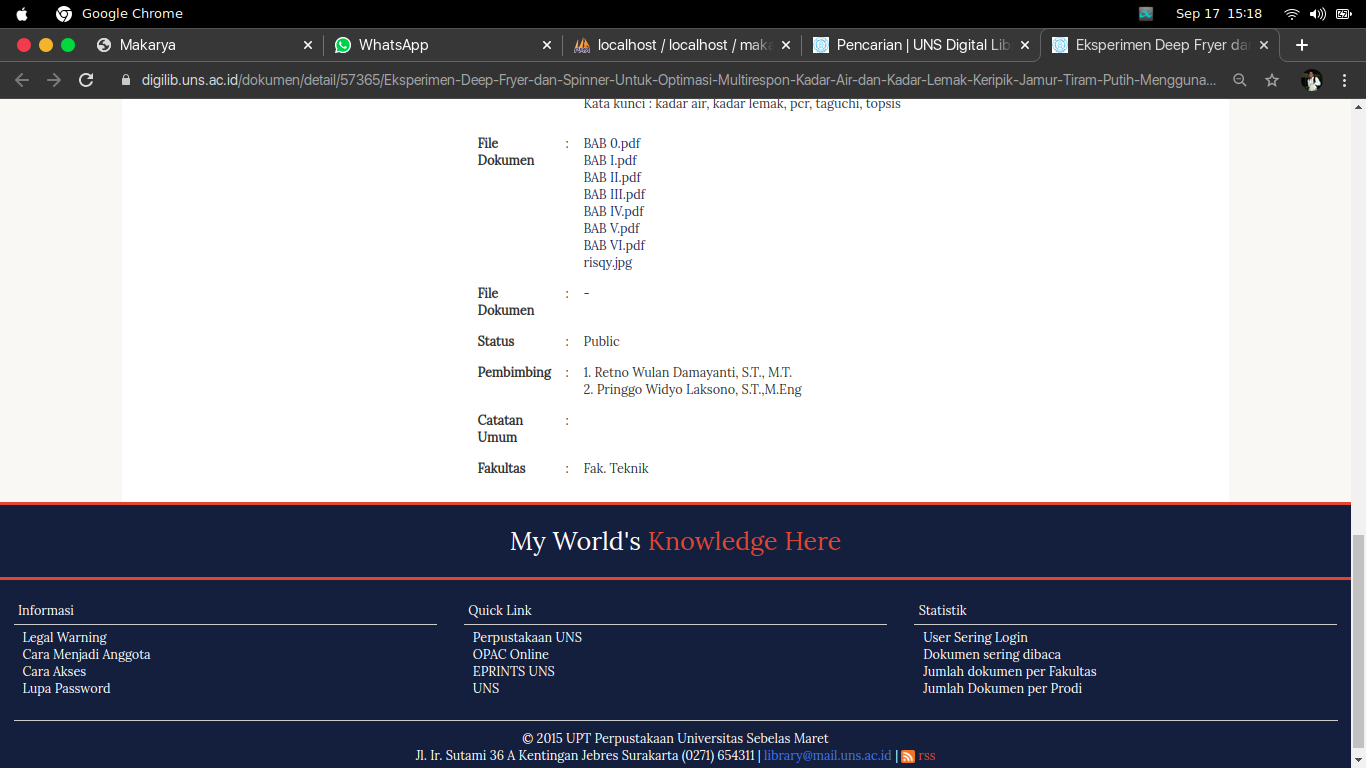 Google Chrome
Sep 17 15:18
Makarya
WhatsApp
localhost / localhost / maka
Pencarian | UNS Digital Lib
Eksperimen Deep Fryer da
digilib.uns.ac.id/dokumen/detail/57365/Eksperimen-Deep-Fryer-dan-Spinner-Untuk-Optimasi-Multirespon-Kadar-Air-dan-Kadar-Lemak-Keripik-Jamur-Tiram-Putih-Mengguna...
Kata kunci : kadar air, kadar lemak, pcr, taguchi, topsis
File Dokumen : BAB 0.pdf
BAB I.pdf
BAB II.pdf
BAB III.pdf
BAB IV.pdf
BAB V.pdf
BAB VI.pdf
risqy.jpg
File Dokumen : -
Status : Public
Pembimbing : 1. Retno Wulan Damayanti, S.T., M.T.
2. Pringgo Widyo Laksono, S.T.,M.Eng
Catatan Umum :
Fakultas : Fak. Teknik
My World's Knowledge Here
Informasi
Legal Warning
Cara Menjadi Anggota
Cara Akses
Lupa Password
Quick Link
Perpustakaan UNS
OPAC Online
EPRINTS UNS
UNS
Statistik
User Sering Login
Dokumen sering dibaca
Jumlah dokumen per Fakultas
Jumlah Dokumen per Prodi
© 2015 UPT Perpustakaan Universitas Sebelas Maret
Jl. Ir. Sutami 36 A Kentingan Jebres Surakarta (0271) 654311 | library@mail.uns.ac.id | rss